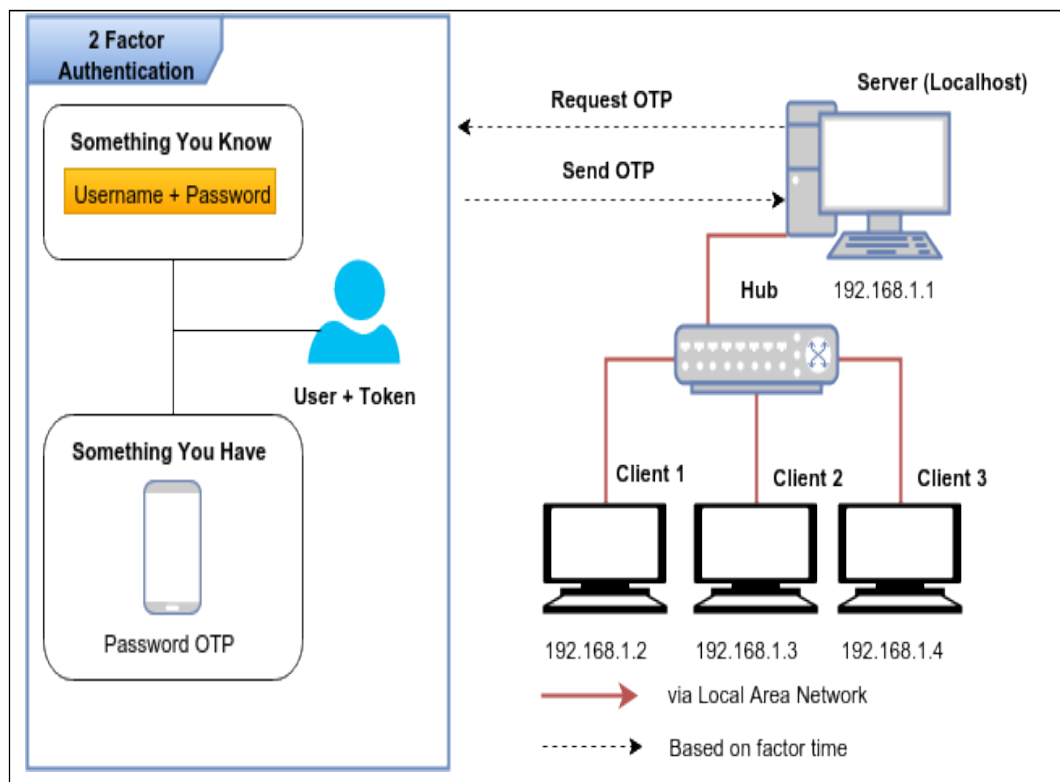 2 Factor
Authentication
Something You Know
Username + Password
User + Token
Something You Have
Password OTP
Request OTP
Send OTP
Server (Localhost)
192.168.1.1
Hub
Client 1
Client 2
Client 3
192.168.1.2
192.168.1.3
192.168.1.4
via Local Area Network
Based on factor time